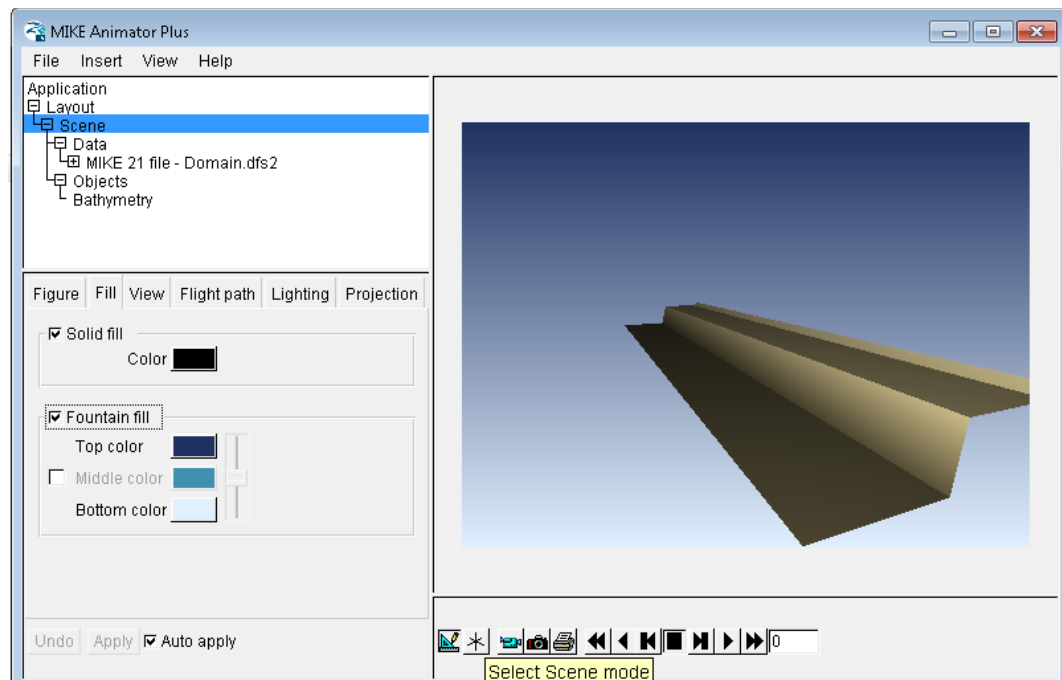 MIKE Animator Plus
File Insert View Help
Application
Layout
Scene
Data
MIKE 21 file - Domain.dfs2
Objects
Bathymetry
Figure Fill View Flight path Lighting Projection
Solid fill
Color
Fountain fill
Top color
Middle color
Bottom color
Undo Apply Auto apply
0
Select Scene mode